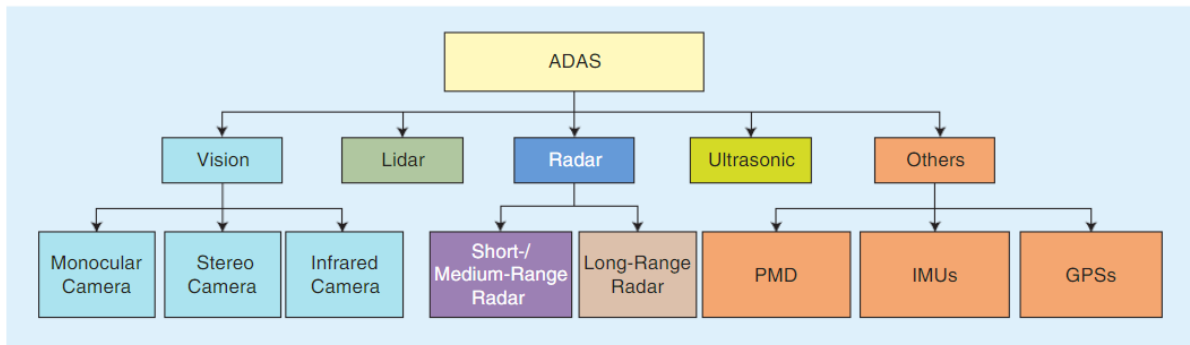 ADAS
Vision
Lidar
Radar
Ultrasonic
Others
Monocular
Camera
Stereo
Camera
Infrared
Camera
Short-/
Medium-Range
Radar
Long-Range
Radar
PMD
IMUs
GPSs